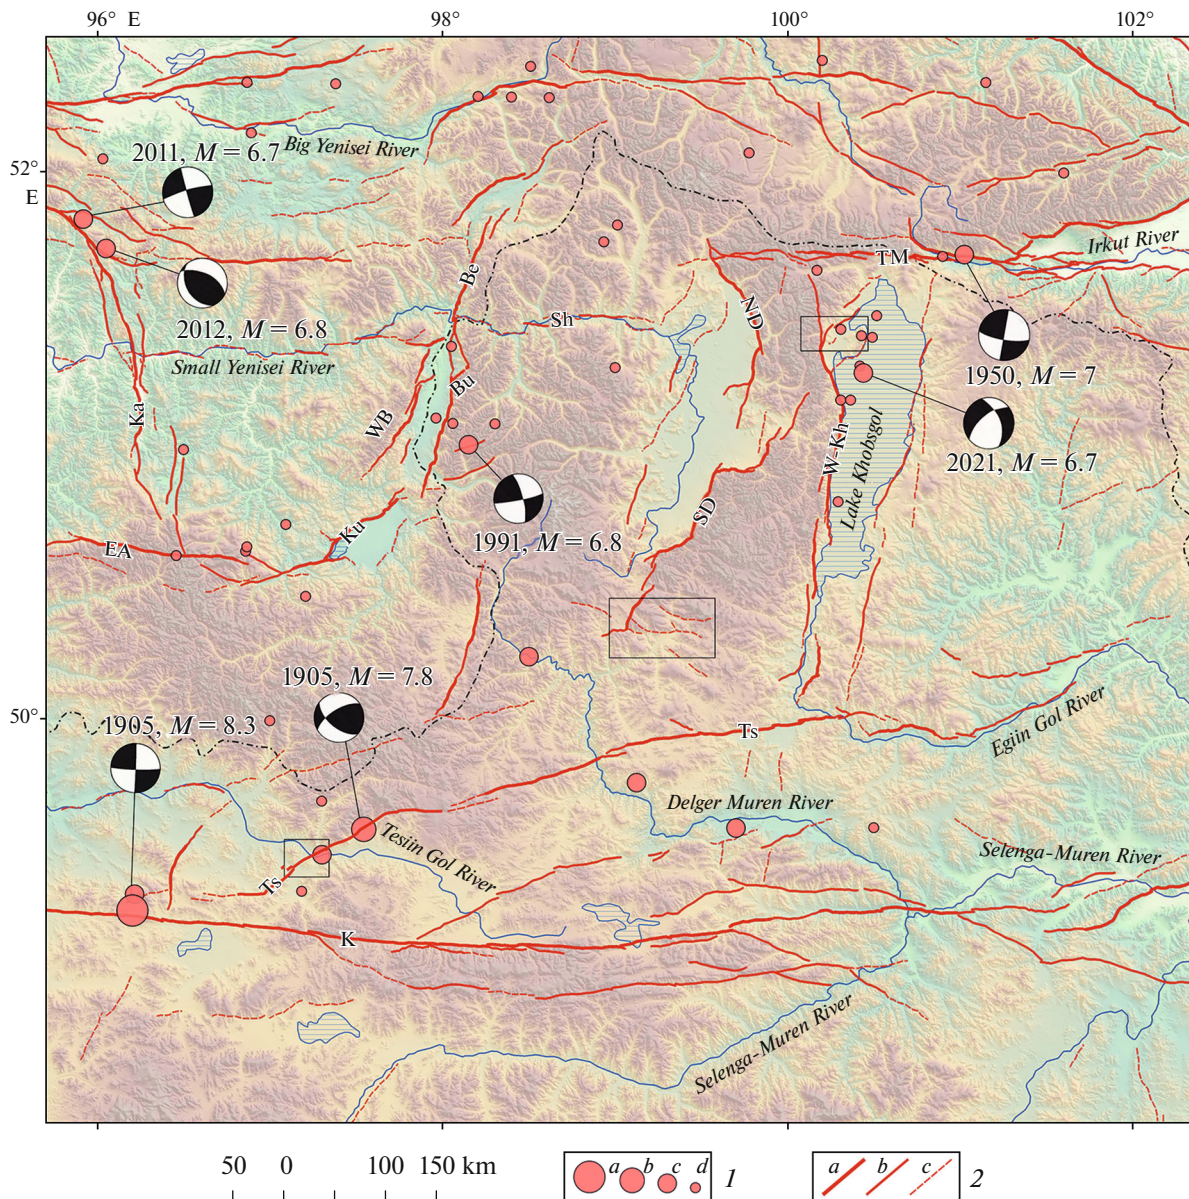 96° E
98°
100°
102°
52°
E
50°
Big Yenisei River
2011, M = 6.7
2012, M = 6.8
Small Yenisei River
Be
Sh
ND
TM
Irkut River
1950, M = 7
2021, M = 6.7
Ka
WB
Bu
W-Kh
Lake Khobsgol
1991, M = 6.8
SD
EA
Ku
1905, M = 7.8
1905, M = 8.3
Ts
Egiin Gol River
Delger Muren River
Tesiin Gol River
Selenga-Muren River
Ts
K
Selenga-Muren River
50 0 100 150 km
a b c d 1
a b c 2